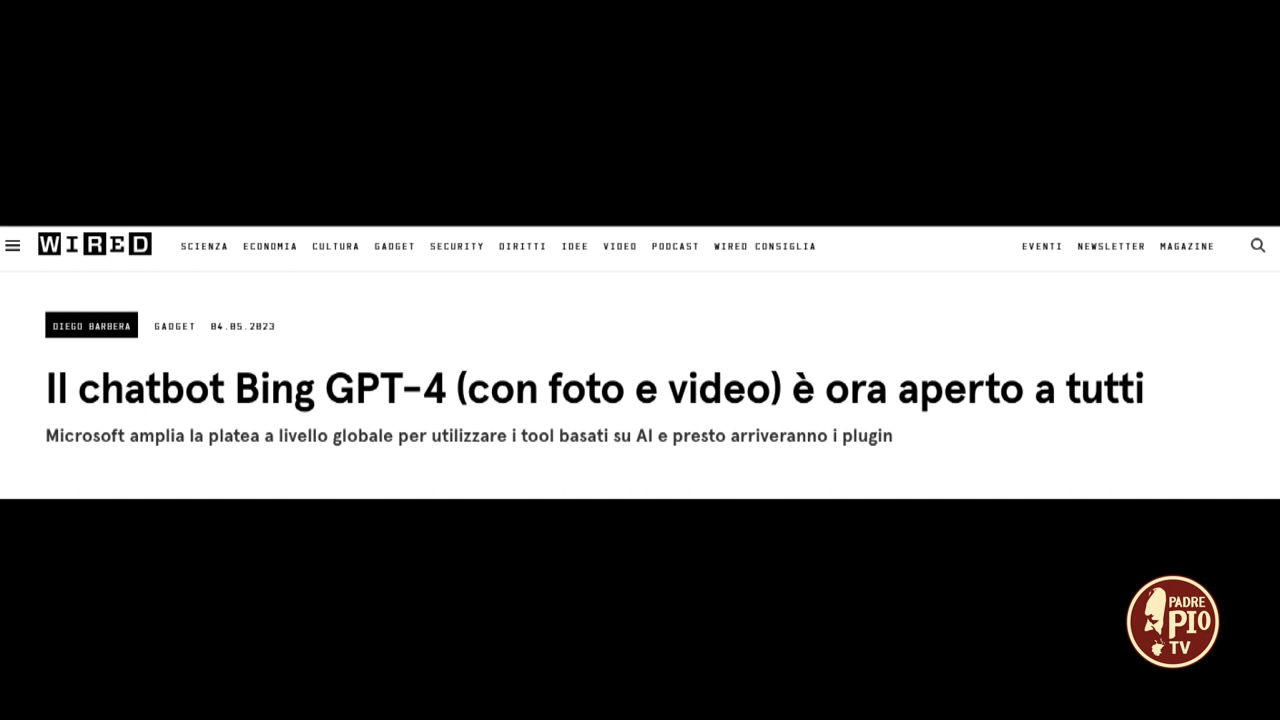 WIRED SCIENZA ECONOMIA CULTURA GADGET SECURITY DIRITTI IDEE VIDEO PODCAST WIRED CONSIGLIA EVENTI NEWSLETTER MAGAZINE
DIEGO BARBERA GADGET 04.05.2023
Il chatbot Bing GPT-4 (con foto e video) è ora aperto a tutti
Microsoft amplia la platea a livello globale per utilizzare i tool basati su AI e presto arriveranno i plugin
PADRE
PIO
TV